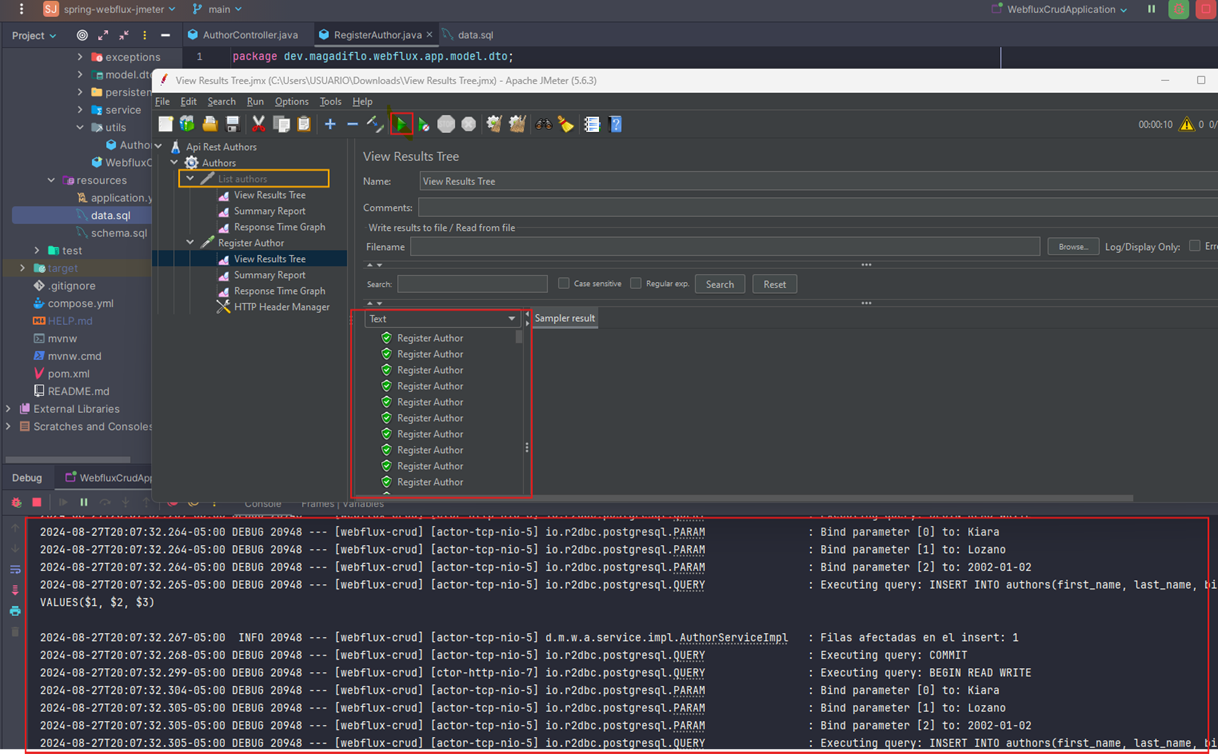 SJ spring-webflux-jmeter main WebfluxCrudApplication
Project AuthorController.java RegisterAuthor.java data.sql
exceptions
model.dto
persisten
service
utils
Autho
WebfluxC
resources
application.y
data.sql
schema.sql
test
target
.gitignore
compose.yml
HELP.md
mvnw
mvnw.cmd
pom.xml
README.md
External Libraries
Scratches and Consoles
1 package dev.magadiflo.webflux.app.model.dto;
View Results Tree.jmx (C:\Users\USUARIO\Downloads\View Results Tree.jmx) - Apache JMeter (5.6.3)
File Edit Search Run Options Tools Help
00:00:10 0 0/
Api Rest Authors
Authors
List authors
View Results Tree
Summary Report
Response Time Graph
Register Author
View Results Tree
Summary Report
Response Time Graph
HTTP Header Manager
View Results Tree
Name: View Results Tree
Comments:
Write results to file / Read from file
Filename Browse... Log/Display Only: Erro
Search: Case sensitive Regular exp. Search Reset
Text Sampler result
Register Author
Register Author
Register Author
Register Author
Register Author
Register Author
Register Author
Register Author
Register Author
Register Author
Debug WebfluxCrudApp
Console Frames | Variables
2024-08-27T20:07:32.264-05:00 DEBUG 20948 --- [webflux-crud] [actor-tcp-nio-5] io.r2dbc.postgresql.PARAM : Bind parameter [0] to: Kiara
2024-08-27T20:07:32.264-05:00 DEBUG 20948 --- [webflux-crud] [actor-tcp-nio-5] io.r2dbc.postgresql.PARAM : Bind parameter [1] to: Lozano
2024-08-27T20:07:32.264-05:00 DEBUG 20948 --- [webflux-crud] [actor-tcp-nio-5] io.r2dbc.postgresql.PARAM : Bind parameter [2] to: 2002-01-02
2024-08-27T20:07:32.265-05:00 DEBUG 20948 --- [webflux-crud] [actor-tcp-nio-5] io.r2dbc.postgresql.QUERY : Executing query: INSERT INTO authors(first_name, last_name, bi
VALUES($1, $2, $3)
2024-08-27T20:07:32.267-05:00 INFO 20948 --- [webflux-crud] [actor-tcp-nio-5] d.m.w.a.service.impl.AuthorServiceImpl : Filas afectadas en el insert: 1
2024-08-27T20:07:32.268-05:00 DEBUG 20948 --- [webflux-crud] [actor-tcp-nio-5] io.r2dbc.postgresql.QUERY : Executing query: COMMIT
2024-08-27T20:07:32.299-05:00 DEBUG 20948 --- [webflux-crud] [ctor-http-nio-7] io.r2dbc.postgresql.QUERY : Executing query: BEGIN READ WRITE
2024-08-27T20:07:32.304-05:00 DEBUG 20948 --- [webflux-crud] [actor-tcp-nio-5] io.r2dbc.postgresql.PARAM : Bind parameter [0] to: Kiara
2024-08-27T20:07:32.305-05:00 DEBUG 20948 --- [webflux-crud] [actor-tcp-nio-5] io.r2dbc.postgresql.PARAM : Bind parameter [1] to: Lozano
2024-08-27T20:07:32.305-05:00 DEBUG 20948 --- [webflux-crud] [actor-tcp-nio-5] io.r2dbc.postgresql.PARAM : Bind parameter [2] to: 2002-01-02
2024-08-27T20:07:32.305-05:00 DEBUG 20948 --- [webflux-crud] [actor-tcp-nio-5] io.r2dbc.postgresql.QUERY : Executing query: INSERT INTO authors(first_name, last_name, bi